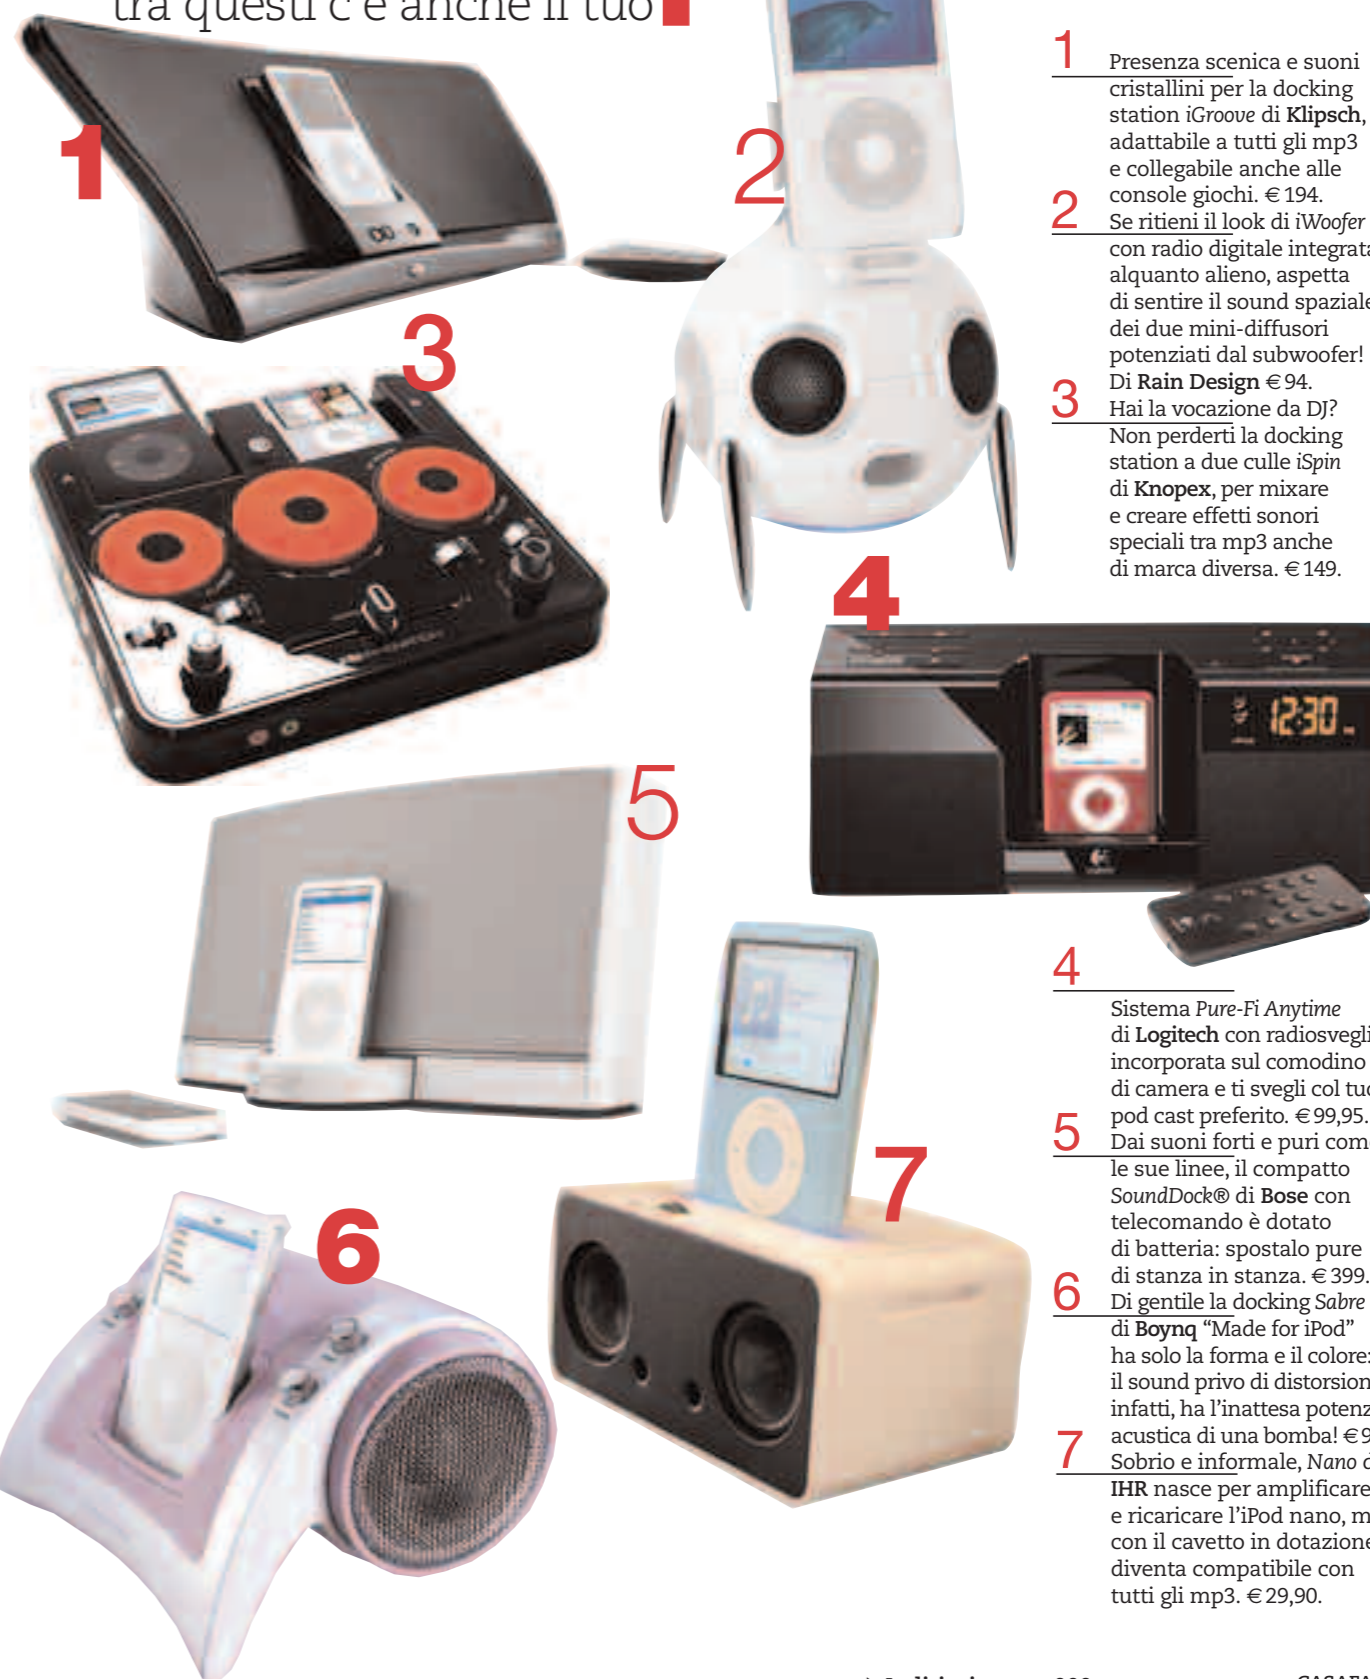 tra questi c'è anche il tuo
1
2
3
4
5
6
7
12:30
1
Presenza scenica e suoni
cristallini per la docking
station iGroove di Klipsch,
adattabile a tutti gli mp3
e collegabile anche alle
console giochi. € 194.
2
Se ritieni il look di iWoofer
con radio digitale integrata
alquanto alieno, aspetta
di sentire il sound spaziale
dei due mini-diffusori
potenziati dal subwoofer!
Di Rain Design € 94.
3
Hai la vocazione da DJ?
Non perderti la docking
station a due culle iSpin
di Knopex, per mixare
e creare effetti sonori
speciali tra mp3 anche
di marca diversa. € 149.
4
Sistema Pure-Fi Anytime
di Logitech con radiosvegli
incorporata sul comodino
di camera e ti svegli col tuo
pod cast preferito. € 99,95.
5
Dai suoni forti e puri come
le sue linee, il compatto
SoundDock® di Bose con
telecomando è dotato
di batteria: spostalo pure
di stanza in stanza. € 399.
6
Di gentile la docking Sabre
di Boynq "Made for iPod"
ha solo la forma e il colore:
il sound privo di distorsion
infatti, ha l'inattesa potenz
acustica di una bomba! € 9
7
Sobrio e informale, Nano d
IHR nasce per amplificare
e ricaricare l'iPod nano, m
con il cavetto in dotazione
diventa compatibile con
tutti gli mp3. € 29,90.